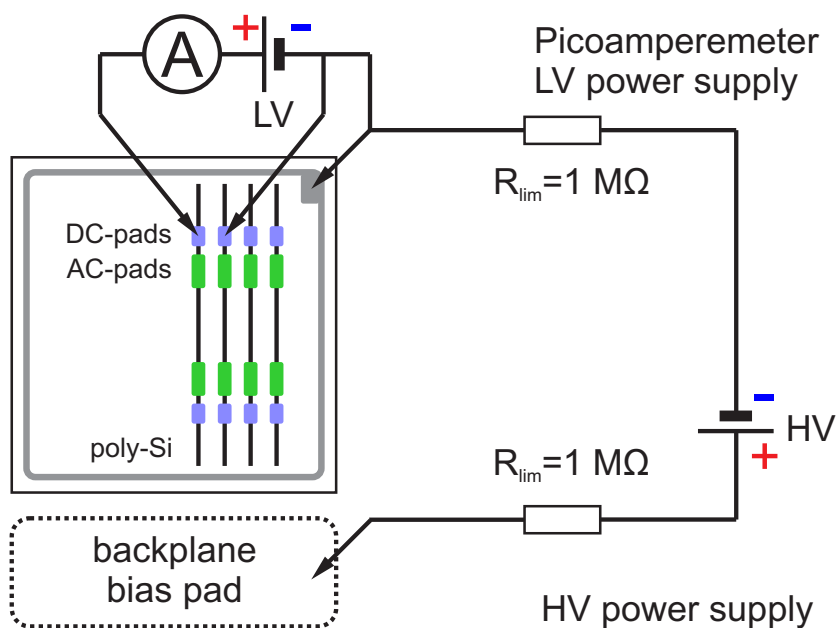 A
+
-
LV
Picoamperemeter
LV power supply
R_lim=1 MΩ
DC-pads
AC-pads
poly-Si
-
HV
+
R_lim=1 MΩ
backplane
bias pad
HV power supply